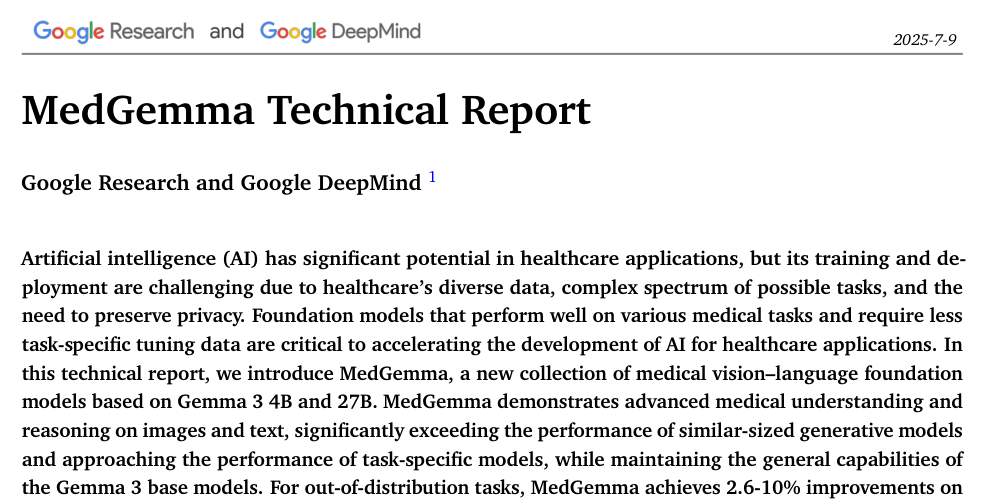 Google Research and Google DeepMind
2025-7-9
MedGemma Technical Report
Google Research and Google DeepMind 1
Artificial intelligence (AI) has significant potential in healthcare applications, but its training and de-
ployment are challenging due to healthcare's diverse data, complex spectrum of possible tasks, and the
need to preserve privacy. Foundation models that perform well on various medical tasks and require less
task-specific tuning data are critical to accelerating the development of AI for healthcare applications. In
this technical report, we introduce MedGemma, a new collection of medical vision–language foundation
models based on Gemma 3 4B and 27B. MedGemma demonstrates advanced medical understanding and
reasoning on images and text, significantly exceeding the performance of similar-sized generative models
and approaching the performance of task-specific models, while maintaining the general capabilities of
the Gemma 3 base models. For out-of-distribution tasks, MedGemma achieves 2.6-10% improvements on